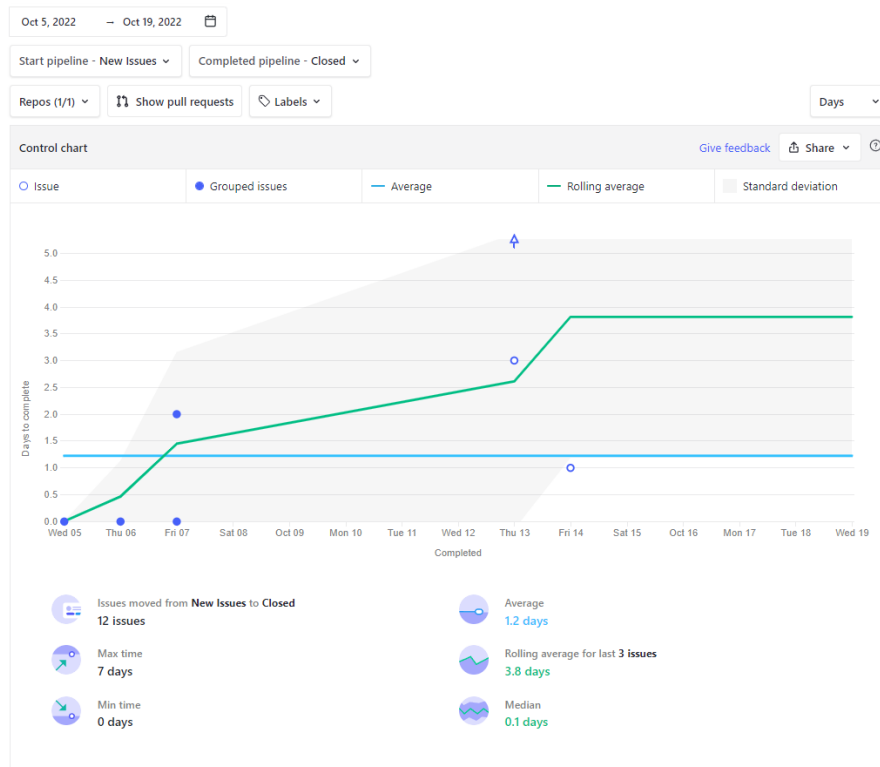 Oct 5, 2022 → Oct 19, 2022
Start pipeline - New Issues Completed pipeline - Closed
Repos (1/1) Show pull requests Labels Days
Control chart Give feedback Share ?
Issue Grouped issues Average Rolling average Standard deviation
5.0
4.5
4.0
3.5
3.0
2.5
2.0
1.5
1.0
0.5
0.0
Days to complete
Wed 05 Thu 06 Fri 07 Sat 08 Oct 09 Mon 10 Tue 11 Wed 12 Thu 13 Fri 14 Sat 15 Oct 16 Mon 17 Tue 18 Wed 19
Completed
Issues moved from New Issues to Closed
12 issues
Average
1.2 days
Max time
7 days
Rolling average for last 3 issues
3.8 days
Min time
0 days
Median
0.1 days